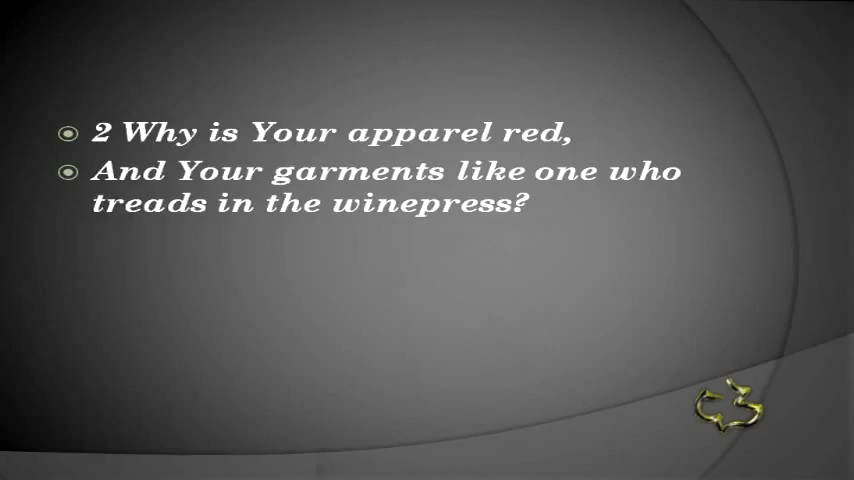 2 Why is Your apparel red,
And Your garments like one who
treads in the winepress?